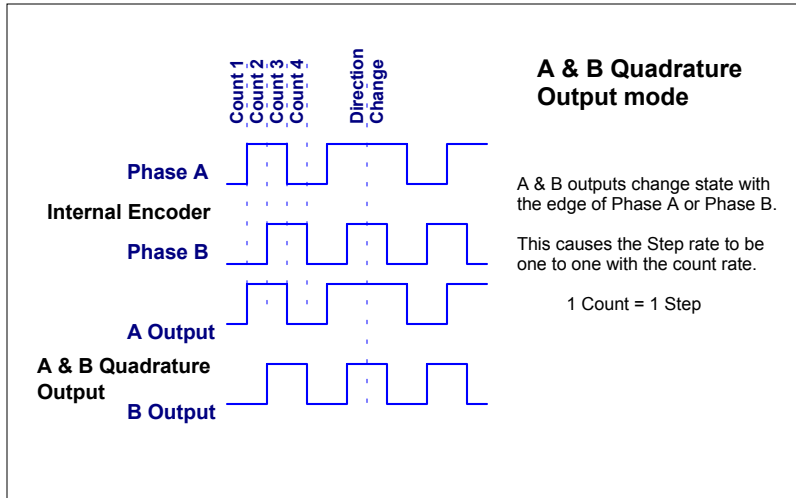 Count 1
Count 2
Count 3
Count 4
Direction
Change
A & B Quadrature
Output mode
Phase A
Internal Encoder
Phase B
A Output
A & B Quadrature
Output
B Output
A & B outputs change state with
the edge of Phase A or Phase B.
This causes the Step rate to be
one to one with the count rate.
1 Count = 1 Step